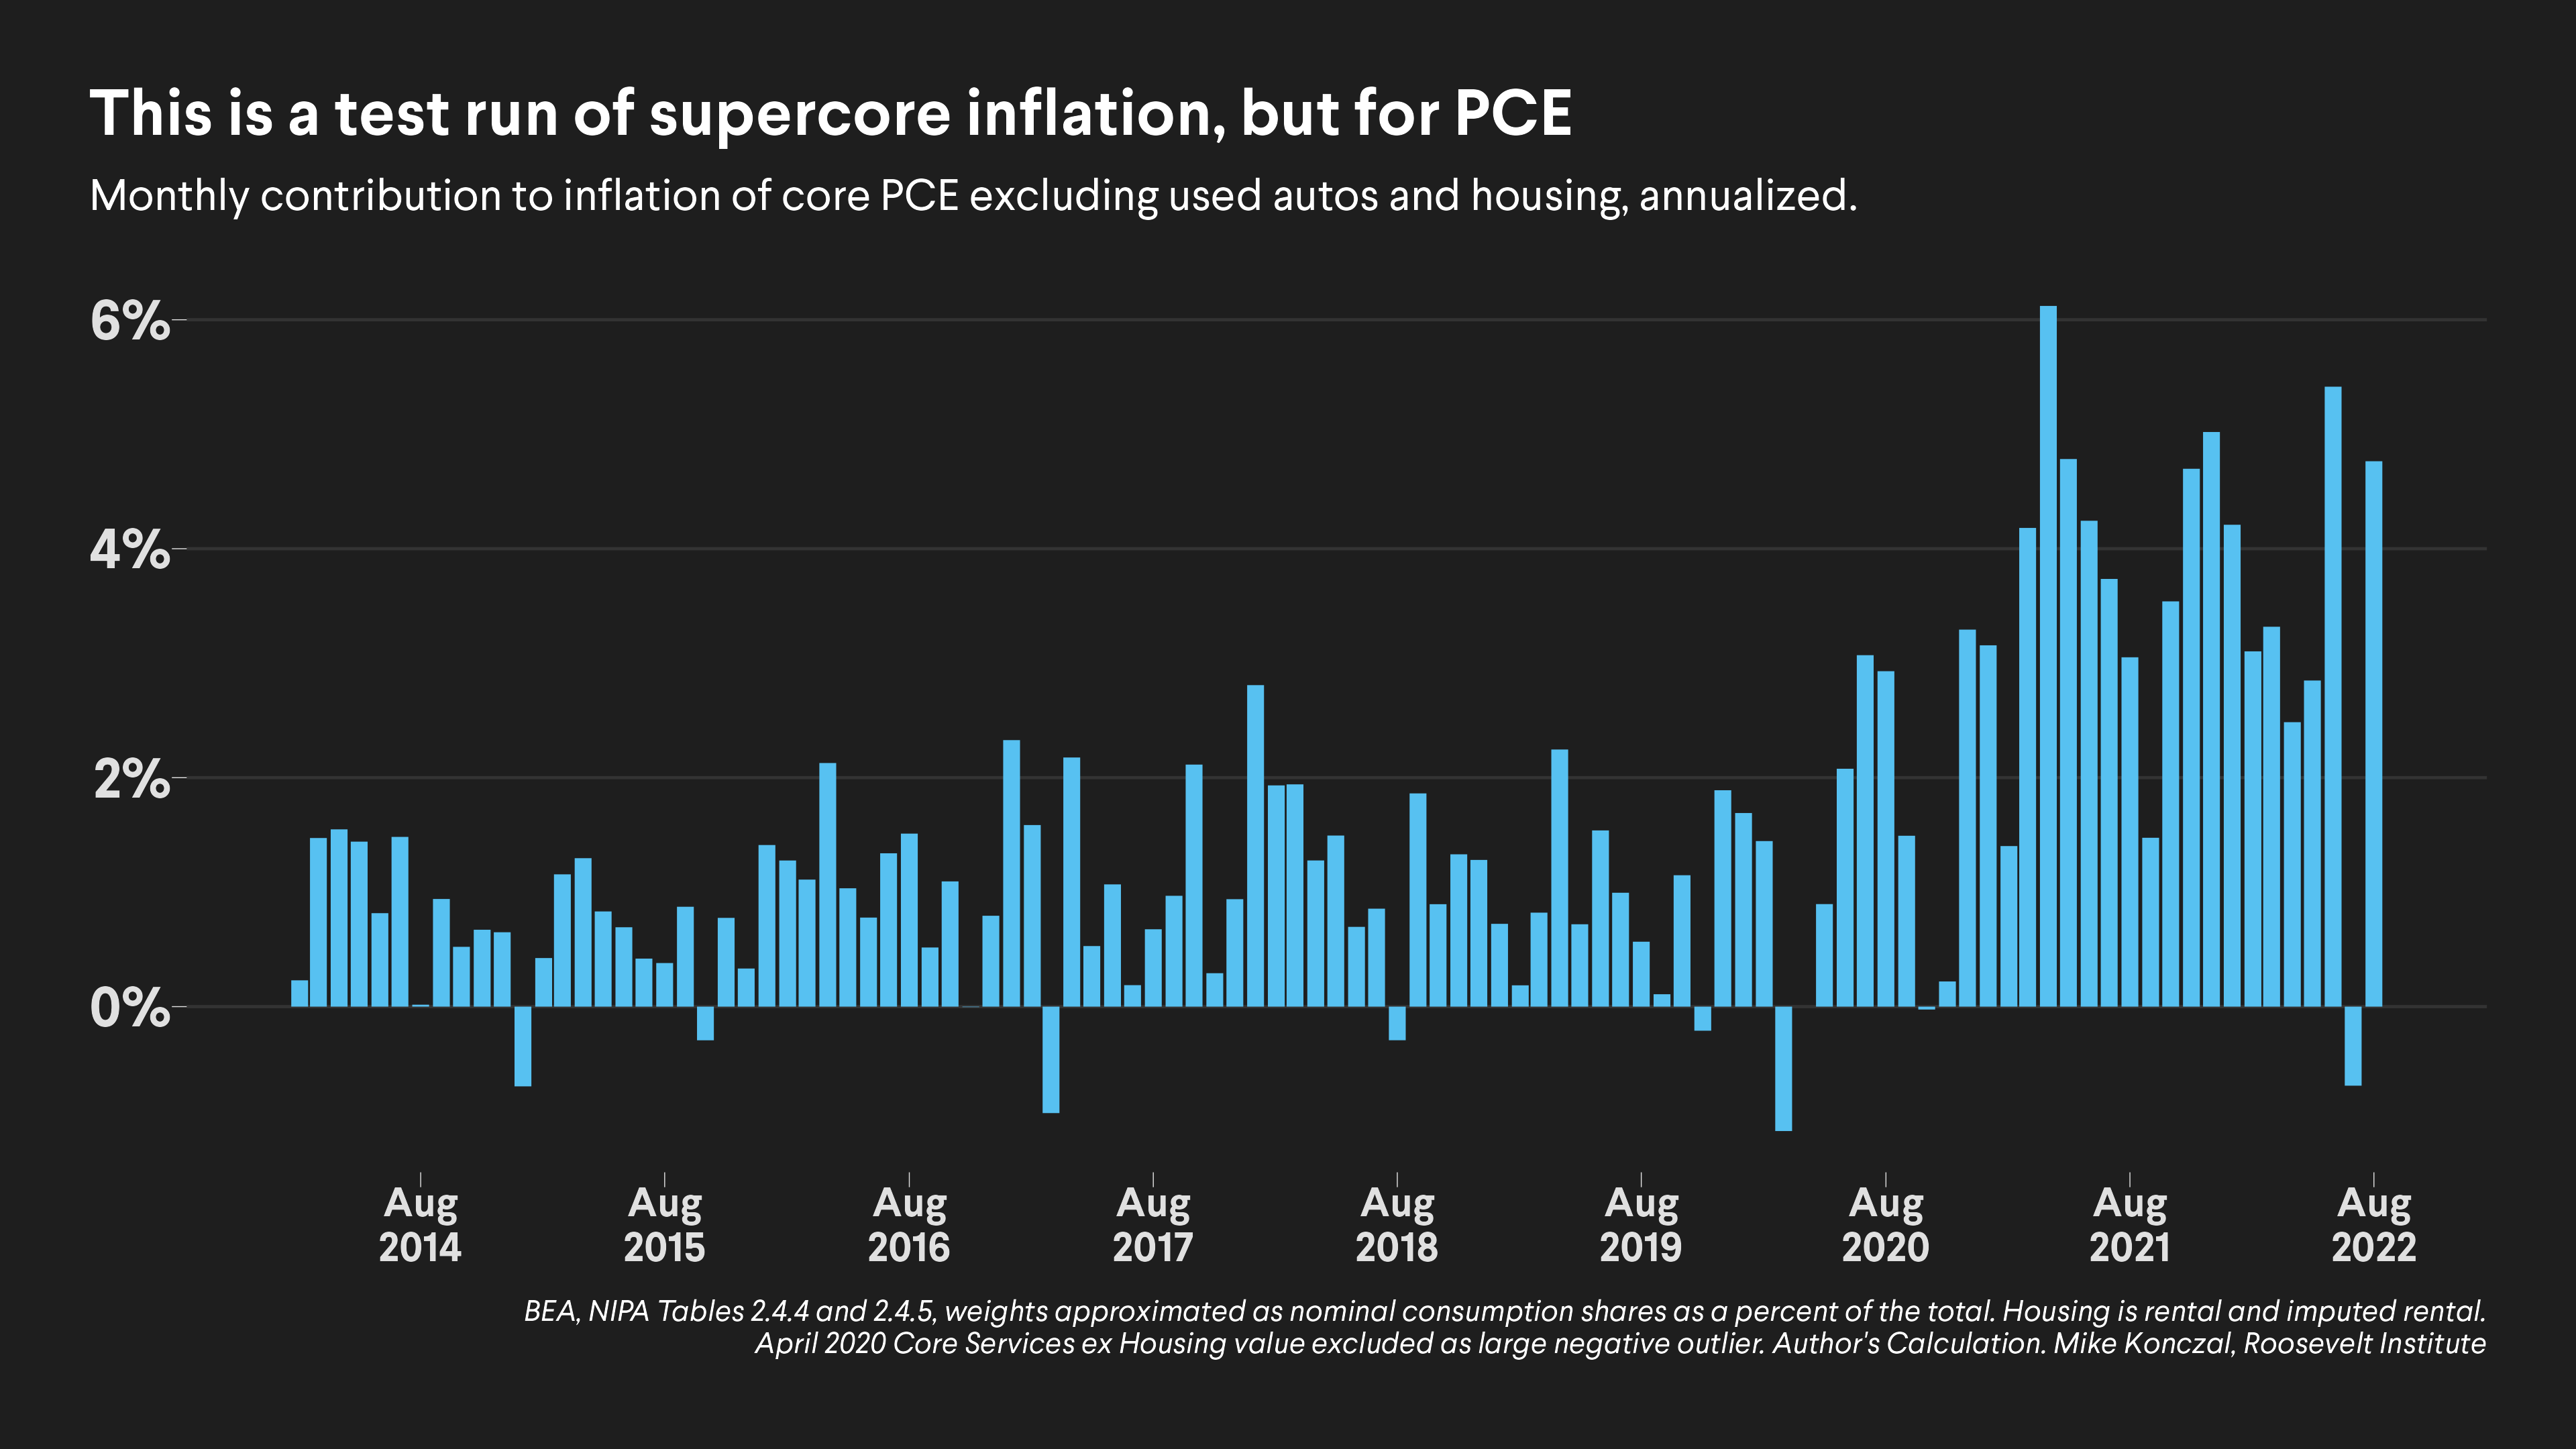 This is a test run of supercore inflation, but for PCE
Monthly contribution to inflation of core PCE excluding used autos and housing, annualized.
6%
4%
2%
0%
Aug Aug Aug Aug Aug Aug Aug Aug Aug
2014 2015 2016 2017 2018 2019 2020 2021 2022
BEA, NIPA Tables 2.4.4 and 2.4.5, weights approximated as nominal consumption shares as a percent of the total. Housing is rental and imputed rental.
April 2020 Core Services ex Housing value excluded as large negative outlier. Author's Calculation. Mike Konczal, Roosevelt Institute